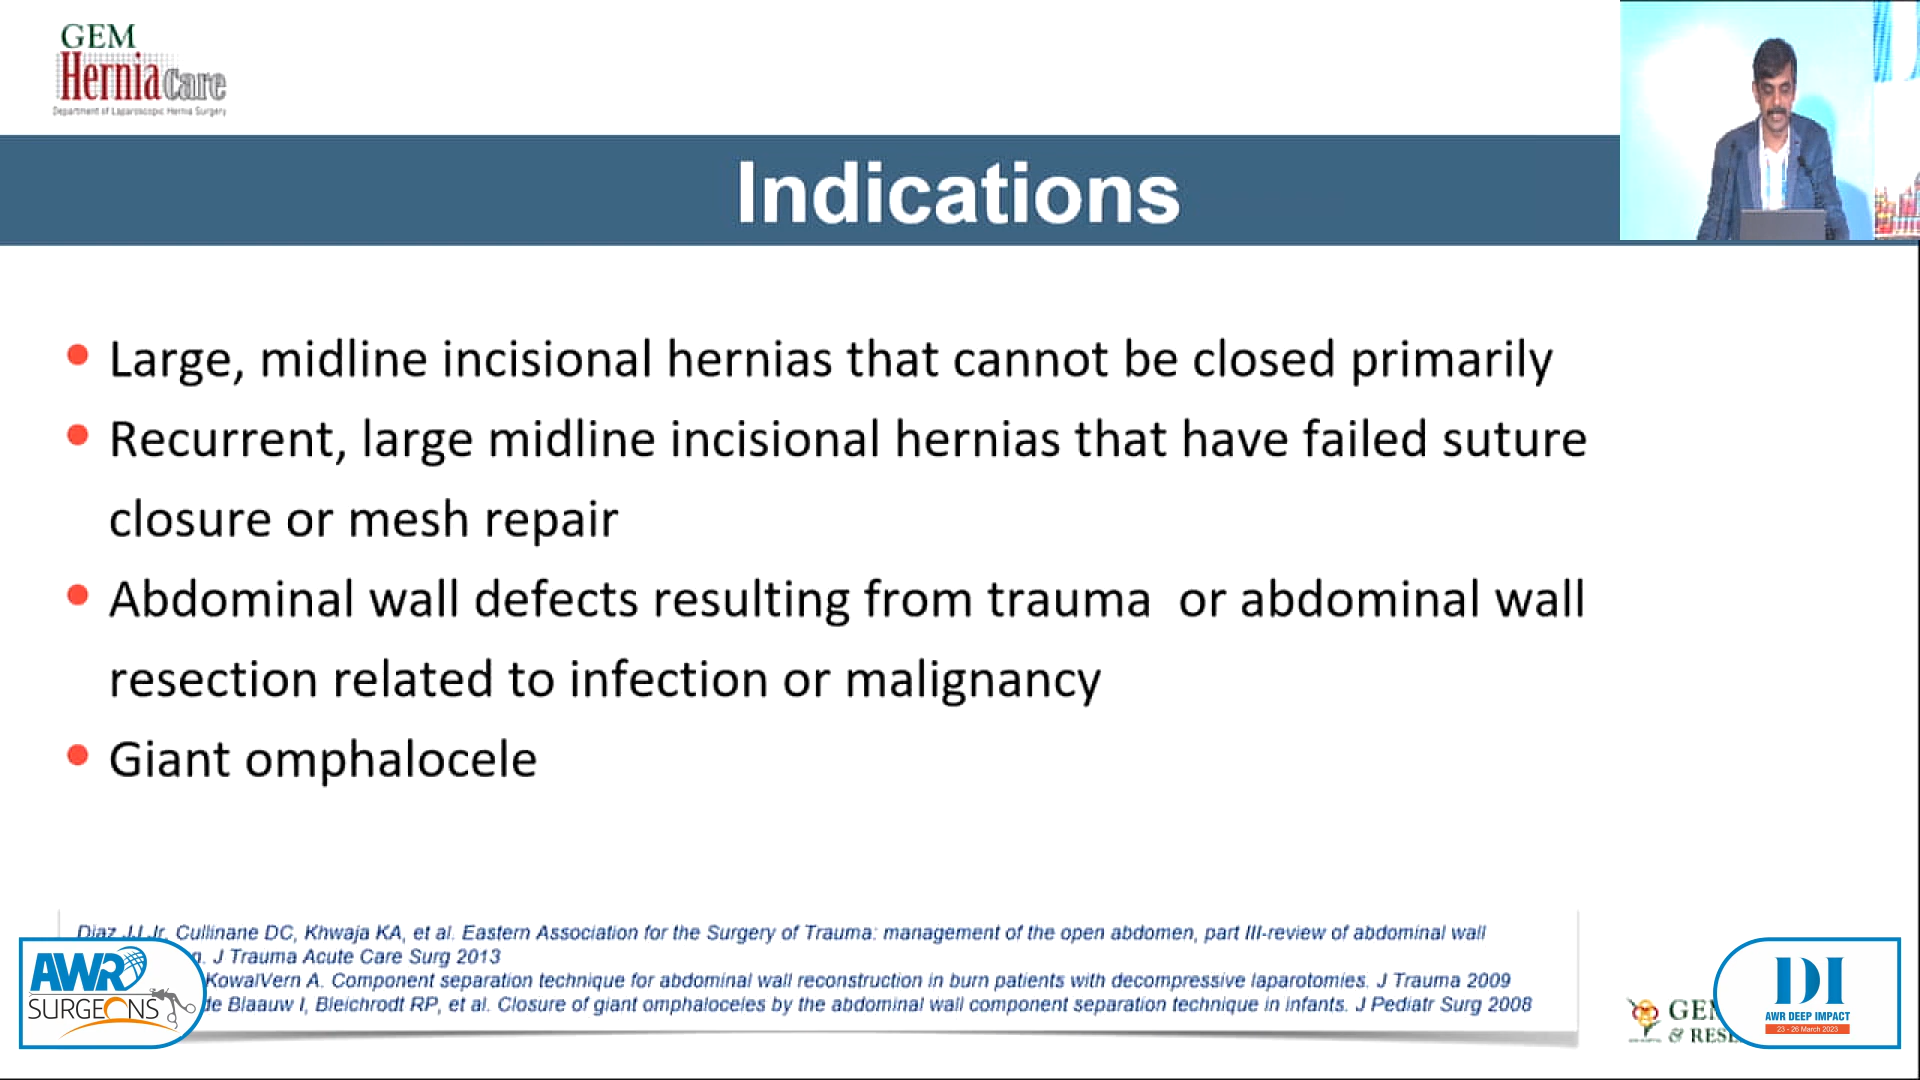 GEM
HerniaCare
Department of Laparoscopic Hernia Surgery
Indications
• Large, midline incisional hernias that cannot be closed primarily
• Recurrent, large midline incisional hernias that have failed suture
closure or mesh repair
• Abdominal wall defects resulting from trauma or abdominal wall
resection related to infection or malignancy
• Giant omphalocele
Diaz JJ Jr, Cullinane DC, Khwaja KA, et al. Eastern Association for the Surgery of Trauma: management of the open abdomen, part III-review of abdominal wall
J Trauma Acute Care Surg 2013
KowalVern A. Component separation technique for abdominal wall reconstruction in burn patients with decompressive laparotomies. J Trauma 2009
de Blaauw I, Bleichrodt RP, et al. Closure of giant omphaloceles by the abdominal wall component separation technique in infants. J Pediatr Surg 2008
AWR
SURGEONS
GEM
& RESE
DI
AWR DEEP IMPACT
23 - 26 March 2023